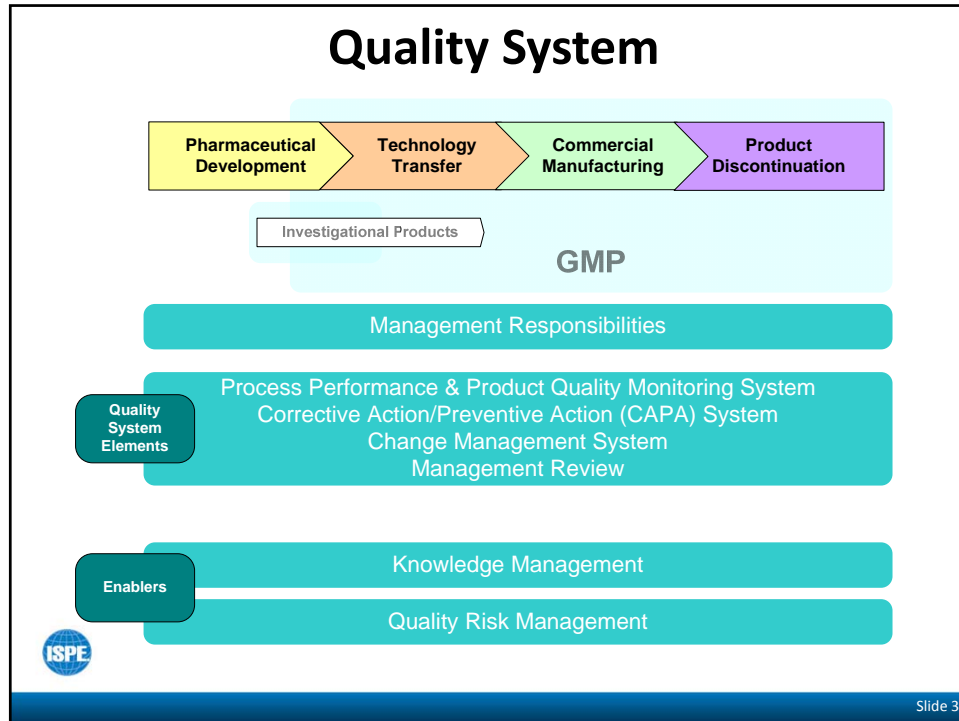 Quality System
Pharmaceutical
Development
Technology
Transfer
Commercial
Manufacturing
Product
Discontinuation
Investigational Products
GMP
Management Responsibilities
Quality
System
Elements
Process Performance & Product Quality Monitoring System
Corrective Action/Preventive Action (CAPA) System
Change Management System
Management Review
Enablers
Knowledge Management
Quality Risk Management
ISPE
Slide 3